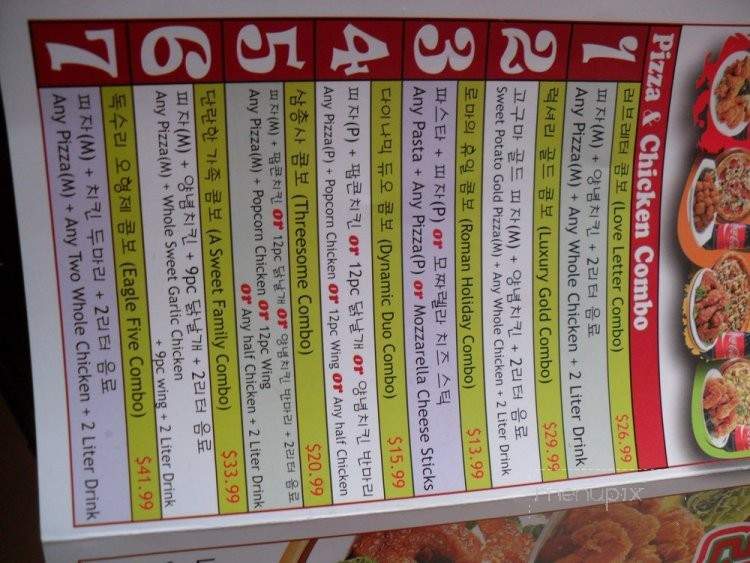 Pizza & Chicken Combo
1 러브레터 콤보 (Love Letter Combo) $26.99
피자(M) + 양념치킨 + 2리터 음료
Any Pizza(M) + Any Whole Chicken + 2 Liter Drink
2 럭셔리 골드 콤보 (Luxury Gold Combo) $29.99
고구마 골드 피자(M) + 양념치킨 + 2리터 음료
Sweet Potato Gold Pizza(M) + Any Whole Chicken + 2 Liter Drink
3 로마의 휴일 콤보 (Roman Holiday Combo) $13.99
파스타 + 피자(P) or 모짜렐라 치즈 스틱
Any Pasta + Any Pizza(P) or Mozzarella Cheese Sticks
4 다이나믹 듀오 콤보 (Dynamic Duo Combo) $15.99
피자(P) + 팝콘치킨 or 12pc 닭날개 or 양념치킨 반마리
Any Pizza(P) + Popcorn Chicken or 12pc Wing or Any half Chicken
5 삼총사 콤보 (Threesome Combo) $20.99
피자(M) + 팝콘치킨 or 12pc 닭날개 or 양념치킨 반마리 + 2리터 음료
Any Pizza(M) + Popcorn Chicken or 12pc Wing
or Any half Chicken + 2 Liter Drink
6 단란한 가족 콤보 (A Sweet Family Combo) $33.99
피자(M) + 양념치킨 + 9pc 닭날개 + 2리터 음료
Any Pizza(M) + Whole Sweet Garlic Chicken
+ 9pc wing + 2 Liter Drink
7 독수리 오형제 콤보 (Eagle Five Combo) $41.99
피자(M) + 치킨 두마리 + 2리터 음료
Any Pizza(M) + Any Two Whole Chicken + 2 Liter Drink
menupix